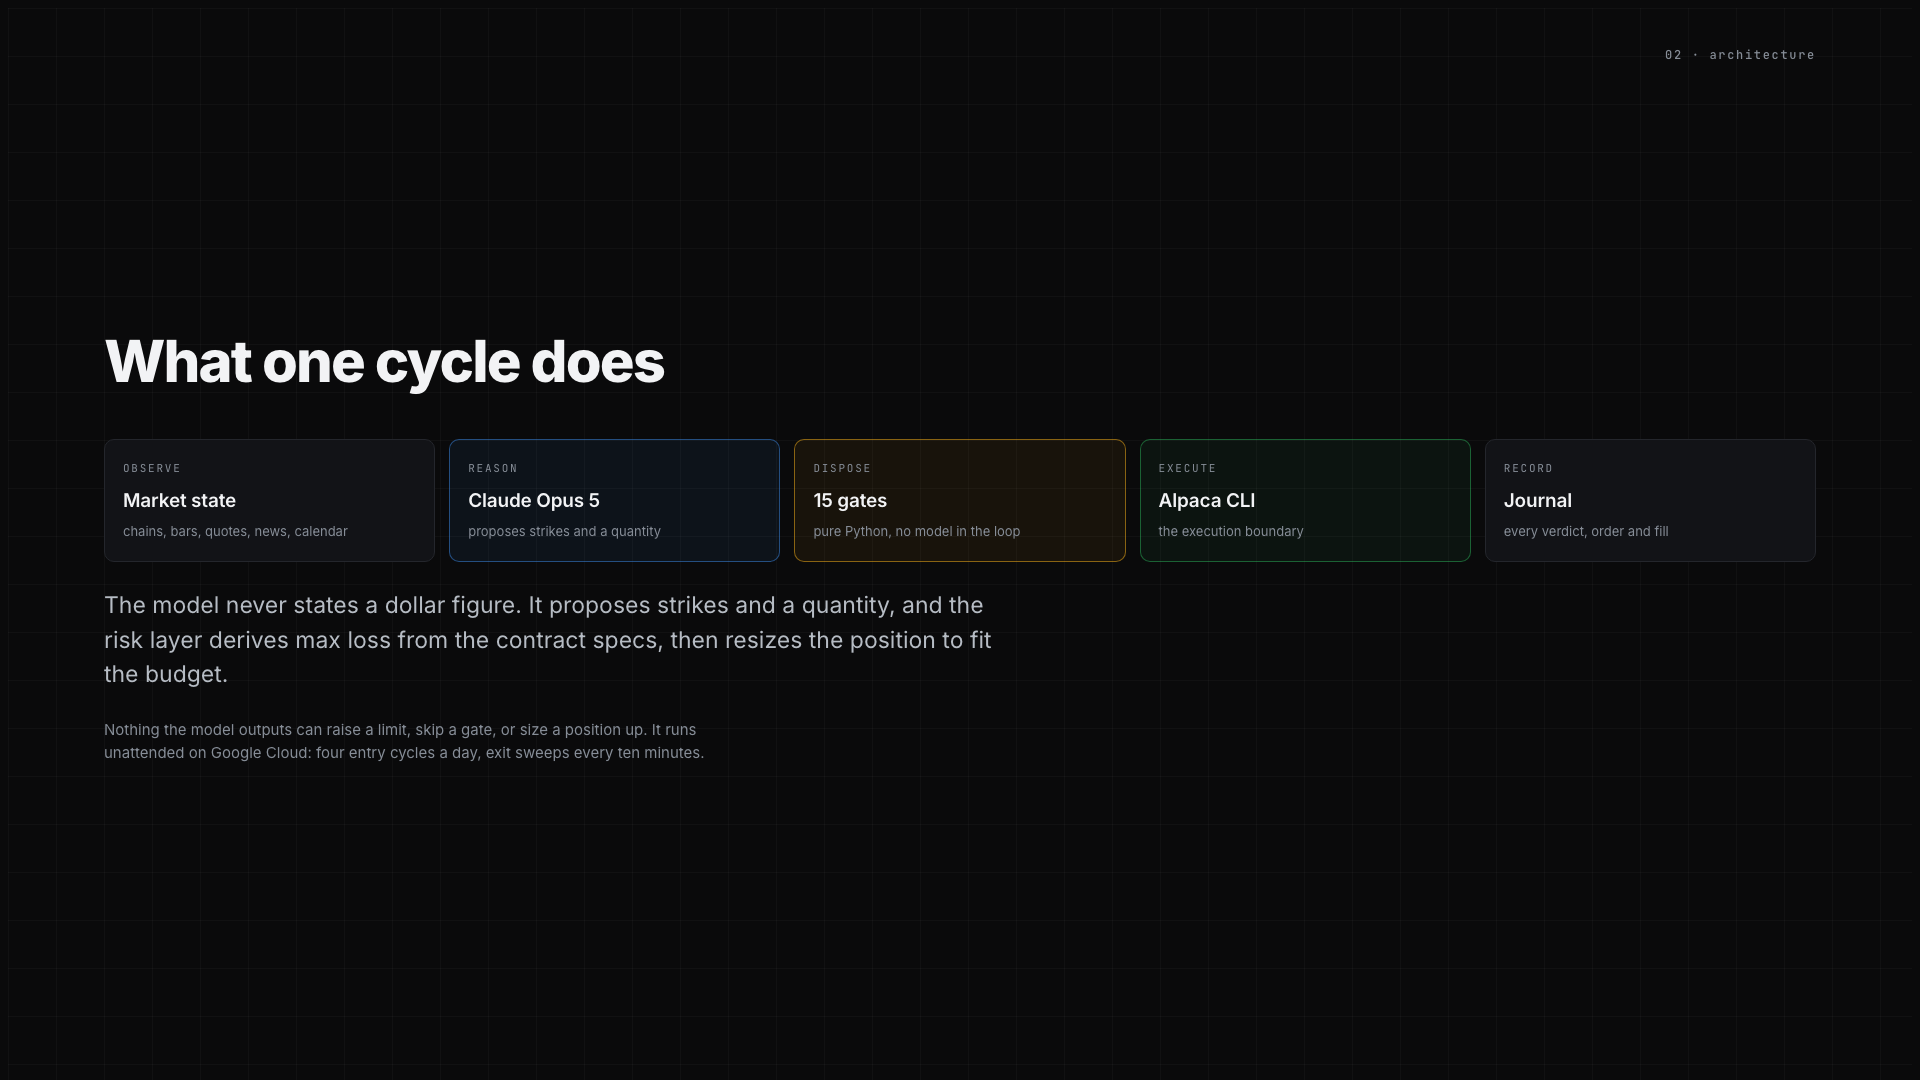 02 · architecture
What one cycle does
OBSERVE
Market state
chains, bars, quotes, news, calendar
REASON
Claude Opus 5
proposes strikes and a quantity
DISPOSE
15 gates
pure Python, no model in the loop
EXECUTE
Alpaca CLI
the execution boundary
RECORD
Journal
every verdict, order and fill
The model never states a dollar figure. It proposes strikes and a quantity, and the
risk layer derives max loss from the contract specs, then resizes the position to fit
the budget.
Nothing the model outputs can raise a limit, skip a gate, or size a position up. It runs
unattended on Google Cloud: four entry cycles a day, exit sweeps every ten minutes.